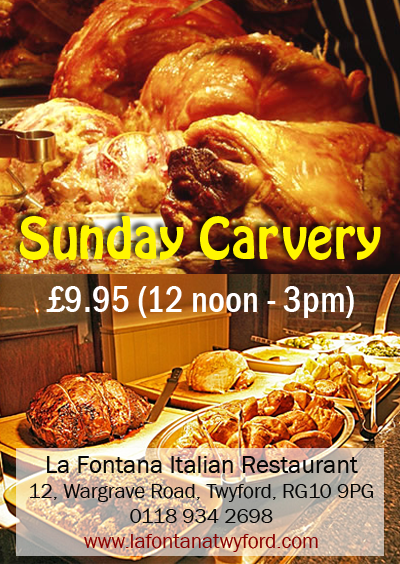 Sunday Carvery
£9.95 (12 noon - 3pm)
La Fontana Italian Restaurant
12, Wargrave Road, Twyford, RG10 9PG
0118 934 2698
www.lafontanatwyford.com